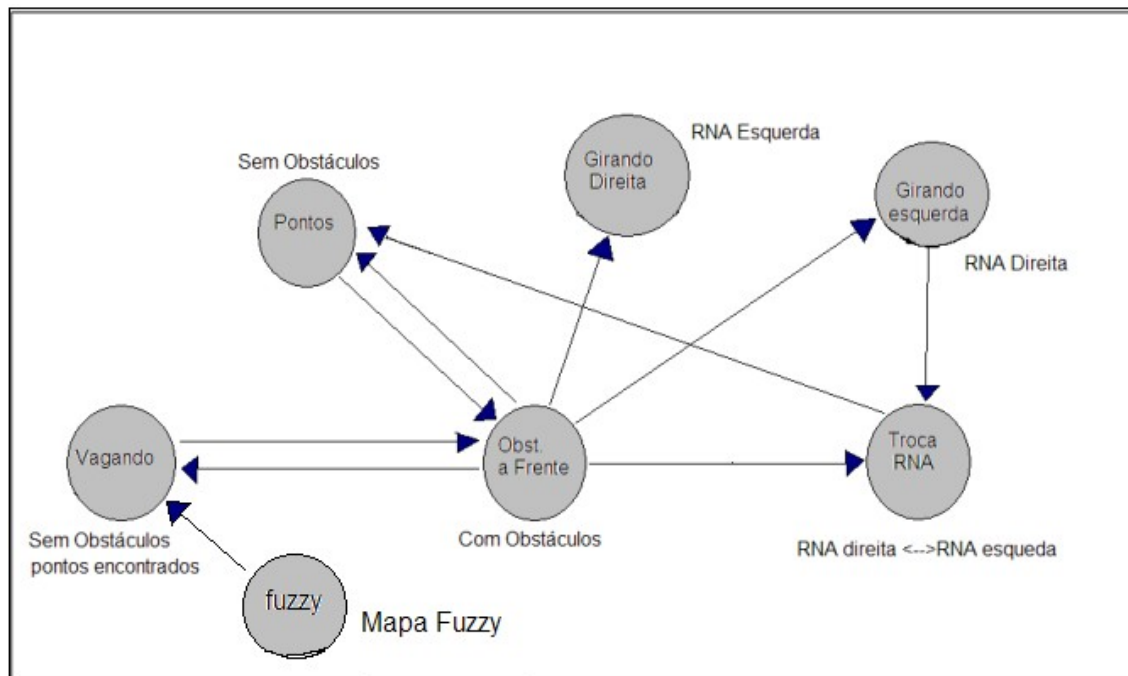 RNA Esquerda
Girando
Direita
Sem Obstáculos
Pontos
Girando
esquerda
RNA Direita
Vagando
Obst.
a Frente
Troca
RNA
Sem Obstáculos
pontos encontrados
Com Obstáculos
RNA direita <-->RNA esqueda
fuzzy
Mapa Fuzzy